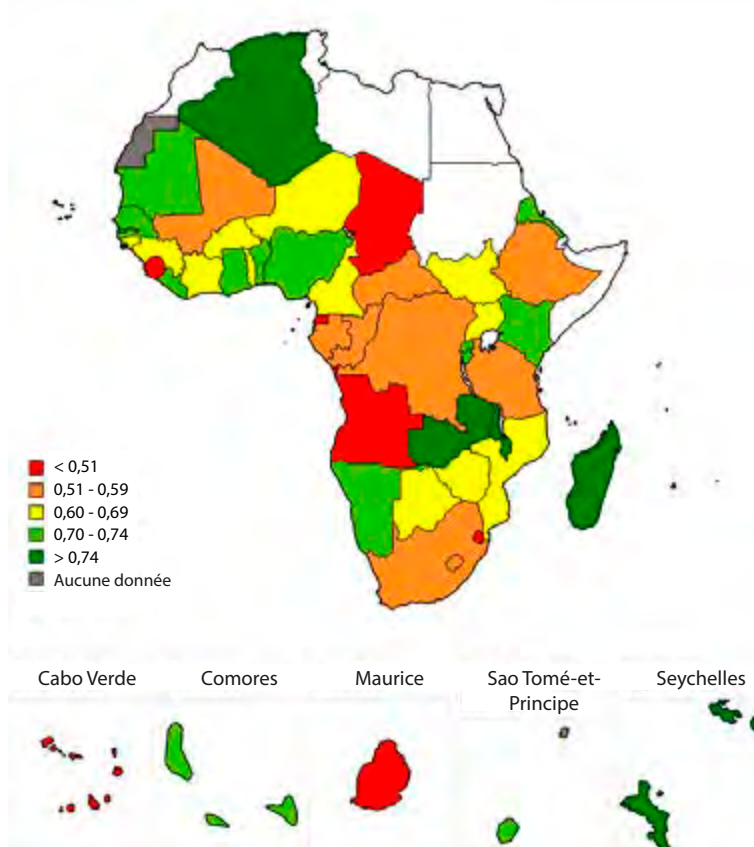 < 0,51
0,51 - 0,59
0,60 - 0,69
0,70 - 0,74
> 0,74
Aucune donnée
Cabo Verde
Comores
Maurice
Sao Tomé-et-
Principe
Seychelles